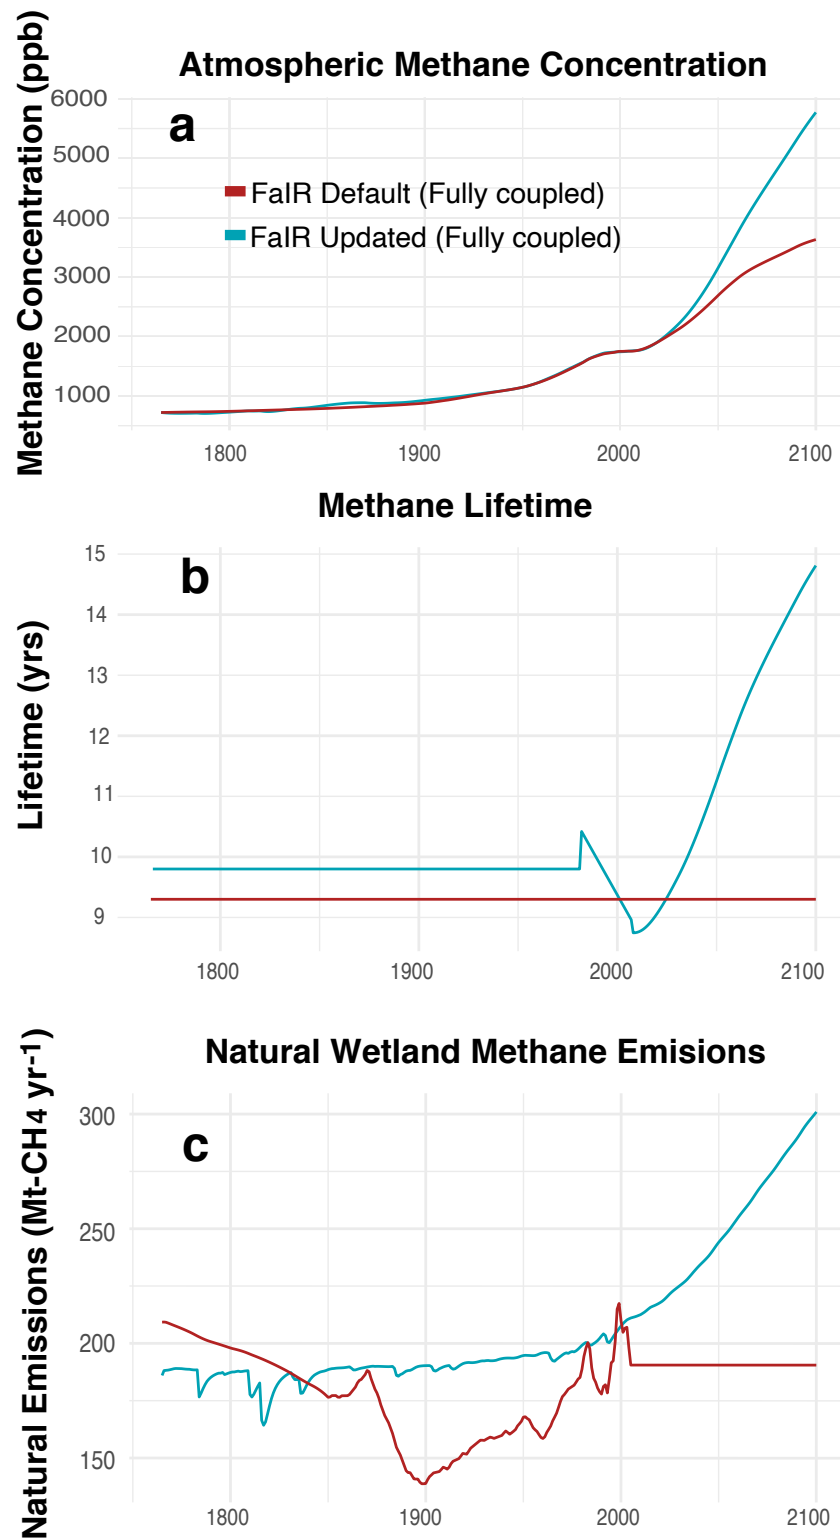 Atmospheric Methane Concentration
Methane Concentration (ppb)
a
6000
5000
4000
3000
2000
1000
FaIR Default (Fully coupled)
FaIR Updated (Fully coupled)
1800 1900 2000 2100
Methane Lifetime
Lifetime (yrs)
b
15
14
13
12
11
10
9
1800 1900 2000 2100
Natural Wetland Methane Emisions
Natural Emissions (Mt-CH4 yr-1)
c
300
250
200
150
1800 1900 2000 2100